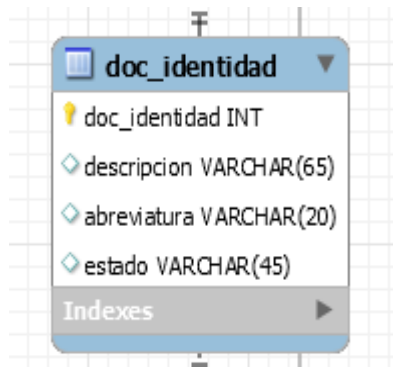 doc_identidad
doc_identidad INT
descripcion VARCHAR(65)
abreviatura VARCHAR(20)
estado VARCHAR(45)
Indexes